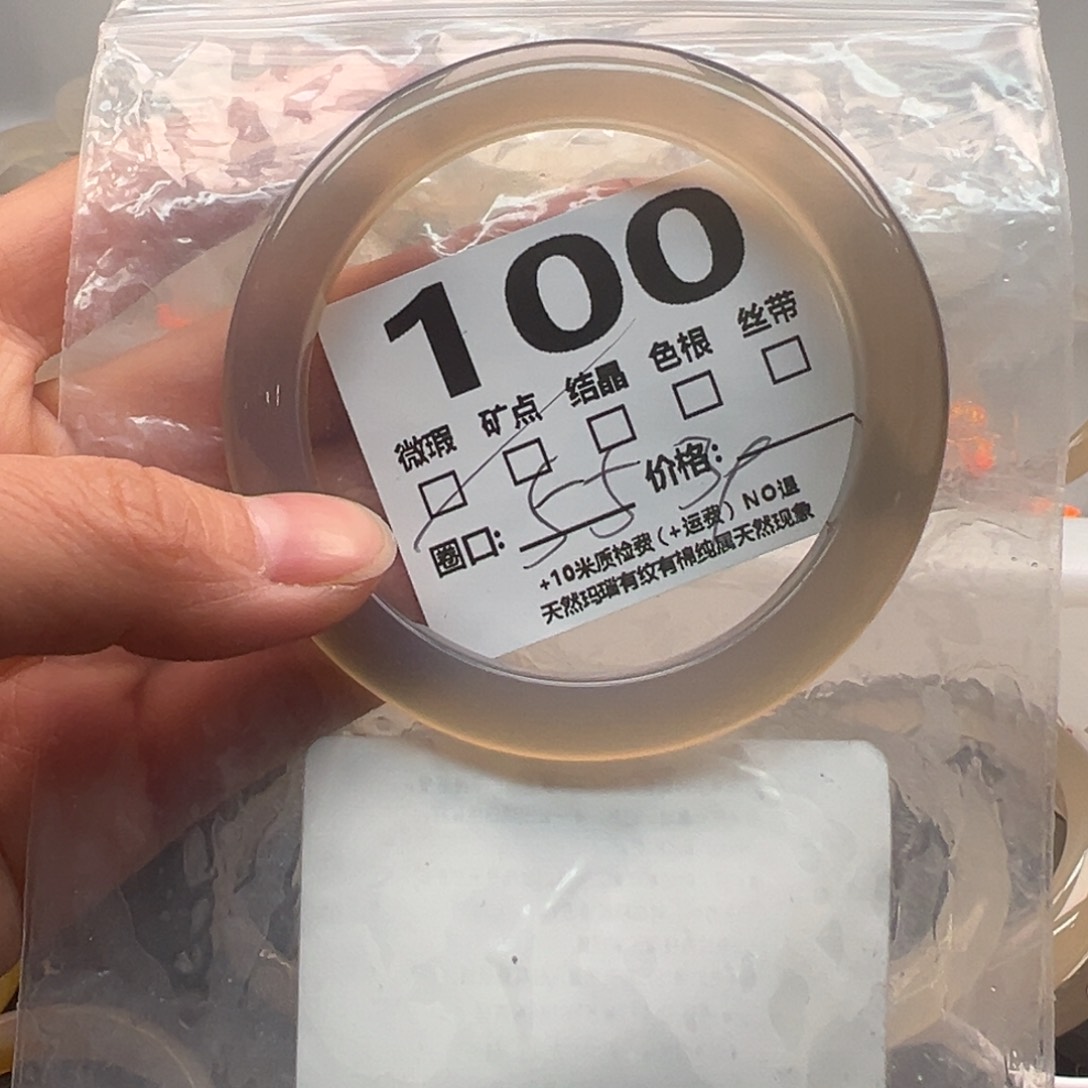 100
微瑕 矿点 结晶 色根 丝带
圈口: 价格:
+10米质检费(+运费)NO退
天然玛瑙有纹有棉纯属天然现象